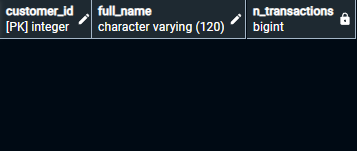 customer_id
[PK] integer
full_name
character varying (120)
n_transactions
bigint